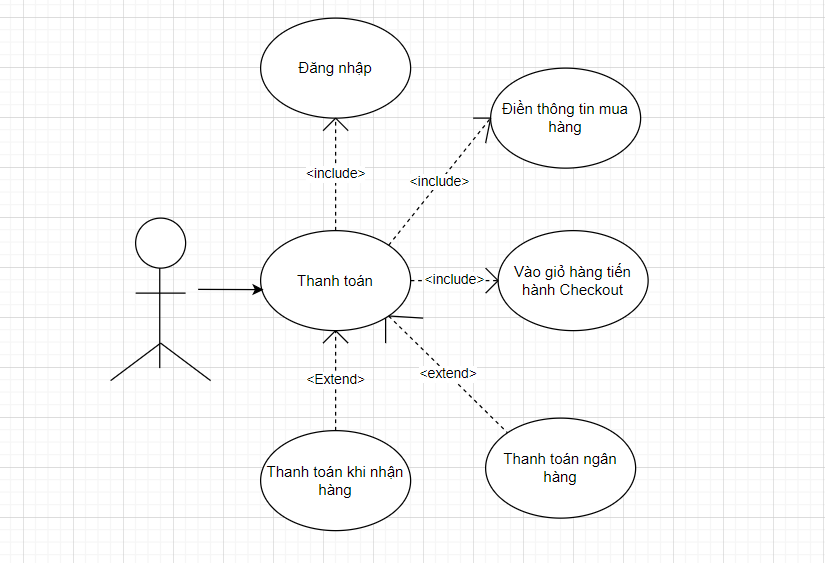 Đăng nhập
Điền thông tin mua
hàng
<include>
<include>
Thanh toán
<include>
Vào giỏ hàng tiến
hành Checkout
<Extend>
<extend>
Thanh toán khi nhận
hàng
Thanh toán ngân
hàng